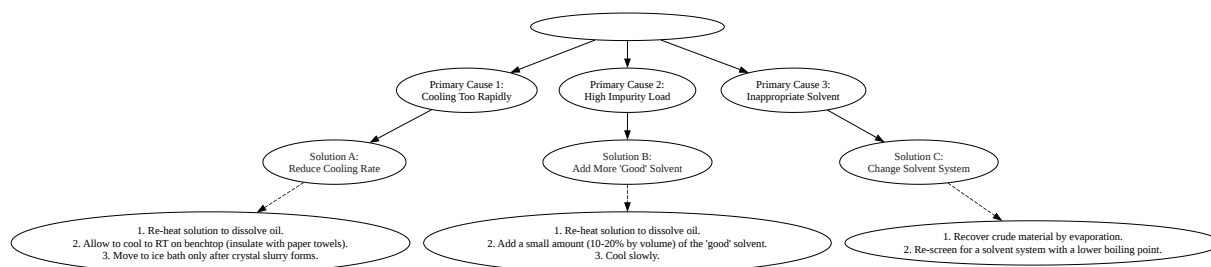 Primary Cause 1:
Cooling Too Rapidly
Primary Cause 2:
High Impurity Load
Primary Cause 3:
Inappropriate Solvent
Solution A:
Reduce Cooling Rate
Solution B:
Add More 'Good' Solvent
Solution C:
Change Solvent System
1. Re-heat solution to dissolve oil.
2. Allow to cool to RT on benchtop (insulate with paper towels).
3. Move to ice bath only after crystal slurry forms.
1. Re-heat solution to dissolve oil.
2. Add a small amount (10-20% by volume) of the 'good' solvent.
3. Cool slowly.
1. Recover crude material by evaporation.
2. Re-screen for a solvent system with a lower boiling point.